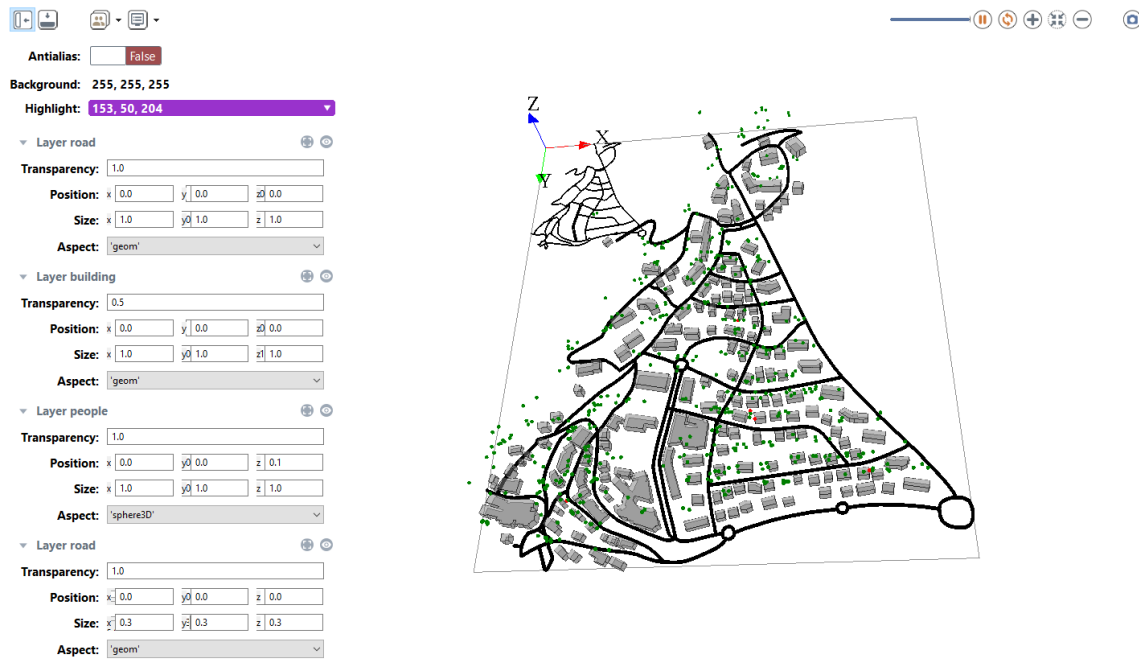 Antialias: False
Background: 255, 255, 255
Highlight: 153, 50, 204
Layer road
Transparency: 1.0
Position: x 0.0 y 0.0 z 0.0
Size: x 1.0 y 1.0 z 1.0
Aspect: 'geom'
Layer building
Transparency: 0.5
Position: x 0.0 y 0.0 z 0.0
Size: x 1.0 y 1.0 z 1.0
Aspect: 'geom'
Layer people
Transparency: 1.0
Position: x 0.0 y 0.0 z 0.1
Size: x 1.0 y 1.0 z 1.0
Aspect: 'sphere3D'
Layer road
Transparency: 1.0
Position: x 0.0 y 0.0 z 0.0
Size: x 0.3 y 0.3 z 0.3
Aspect: 'geom'
Z
X
Y